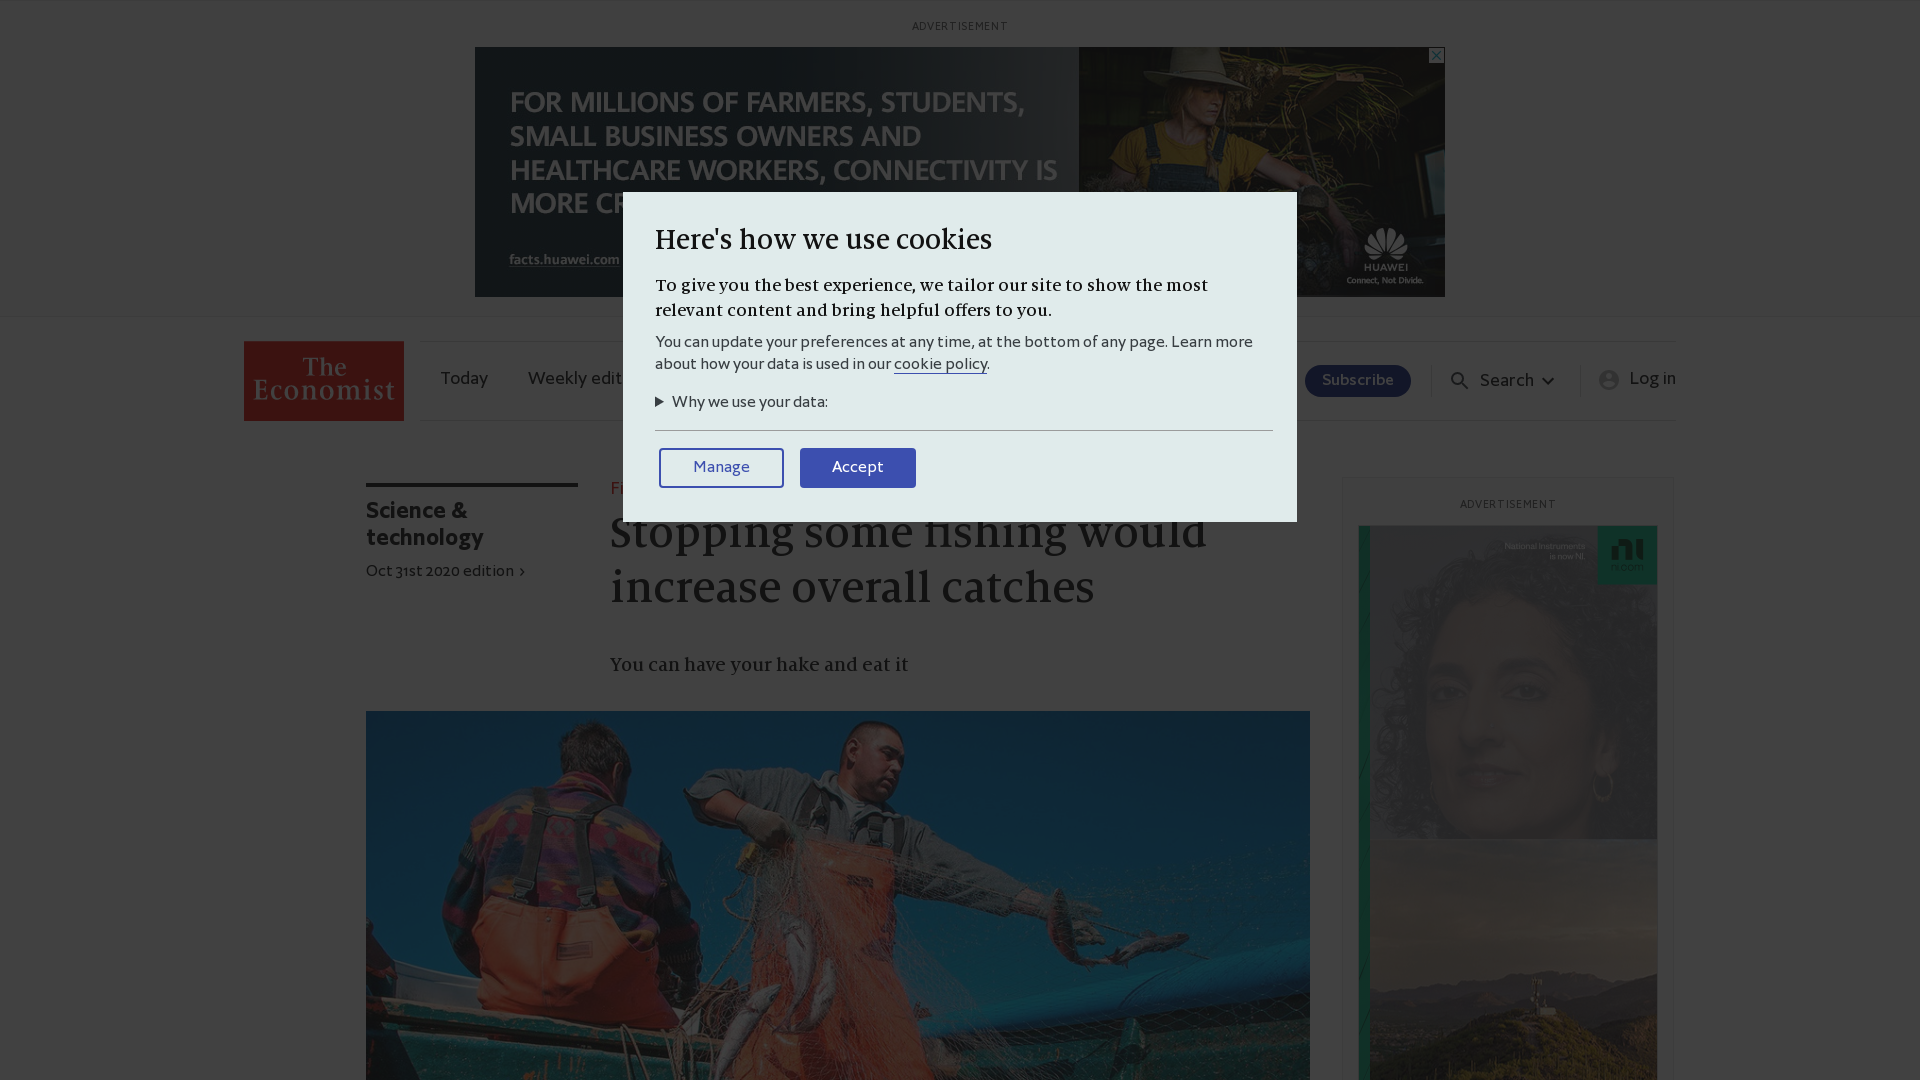 ADVERTISEMENT
FOR MILLIONS OF FARMERS, STUDENTS,
SMALL BUSINESS OWNERS AND
HEALTHCARE WORKERS, CONNECTIVITY IS
MORE
facts.huawei.com
HUAWEI
Connect, Not Divide.
Here's how we use cookies
To give you the best experience, we tailor our site to show the most
relevant content and bring helpful offers to you.
You can update your preferences at any time, at the bottom of any page. Learn more
about how your data is used in our cookie policy.
Why we use your data:
Manage
Accept
The
Economist
Today
Weekly edit
Subscribe
Search
Log in
Science &
technology
Oct 31st 2020 edition ›
Stopping some fishing would
increase overall catches
You can have your hake and eat it
ADVERTISEMENT
National Instruments
is now NI.
ni
ni.com